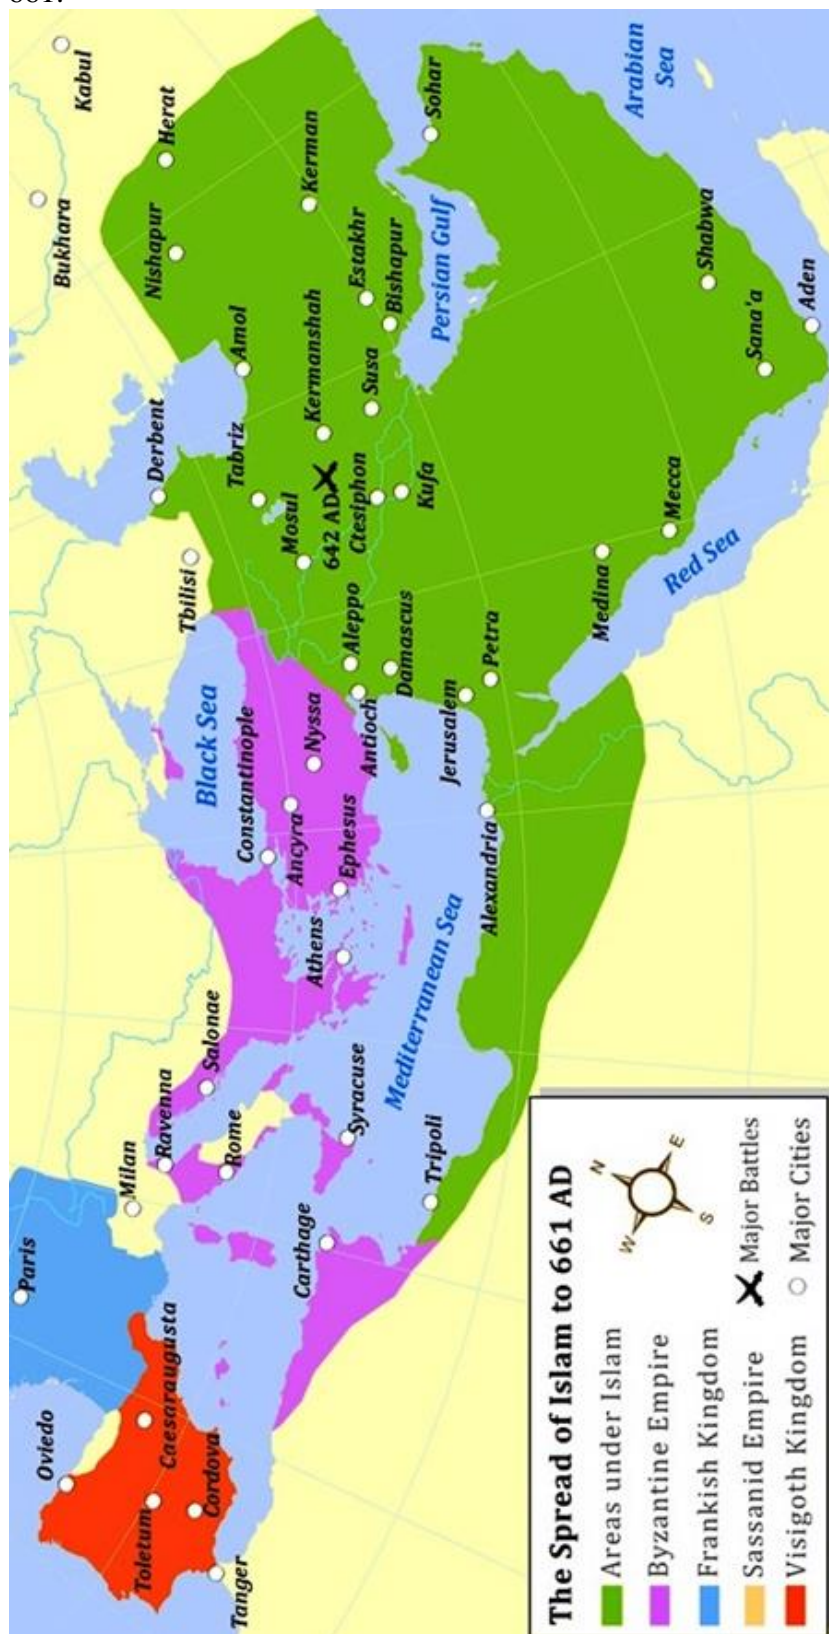 661.
Oviedo
Paris
Toletum
Cordova
Caesaraugusta
Tanger
Milan
Ravenna
Rome
Salonae
Syracuse
Carthage
Tripoli
Athens
Constantinople
Ancyra
Nyssa
Ephesus
Black Sea
Mediterranean Sea
Alexandria
Antioch
Aleppo
Damascus
Jerusalem
Petra
Tbilisi
Derbent
Tabriz
Mosul
642 AD
Ctesiphon
Kufa
Kermanshah
Susa
Amol
Nishapur
Herat
Bukhara
Kabul
Kerman
Estakhr
Bishapur
Persian Gulf
Sohar
Arabian
Sea
Medina
Mecca
Red Sea
Sana'a
Shabwa
Aden
The Spread of Islam to 661 AD
Areas under Islam
Byzantine Empire
Frankish Kingdom
Sassanid Empire
Visigoth Kingdom
N
E
S
W
Major Battles
Major Cities